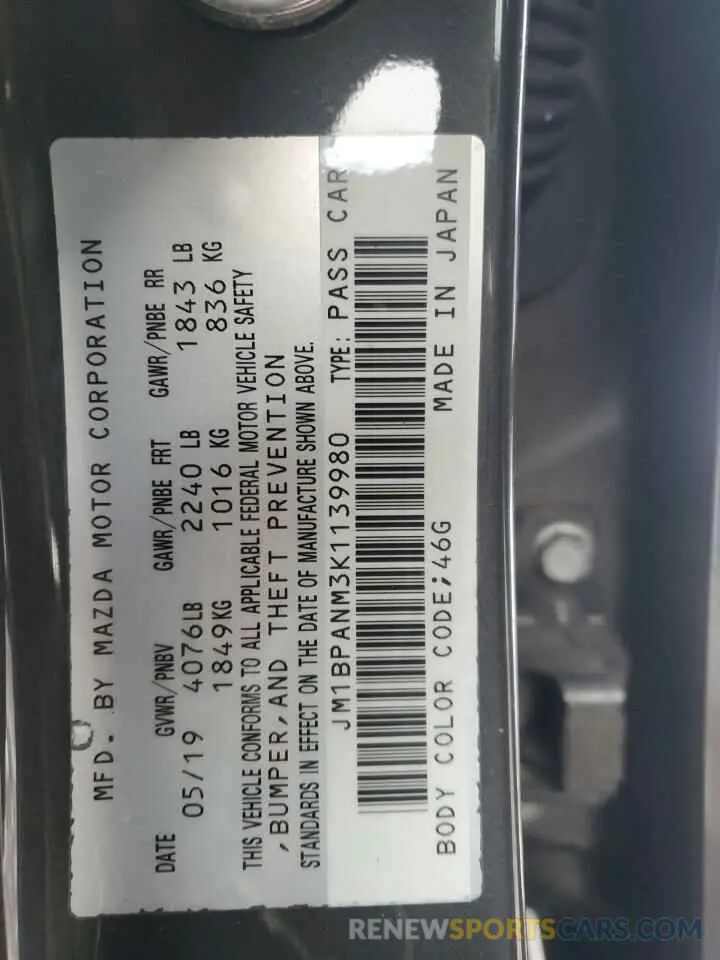 MFD. BY MAZDA MOTOR CORPORATION
DATE GVWR/PNBV GAWR/PNBE FRT GAWR/PNBE RR
05/19 4076LB 2240 LB 1843 LB
1849KG 1016 KG 836 KG
THIS VEHICLE CONFORMS TO ALL APPLICABLE FEDERAL MOTOR VEHICLE SAFETY
,BUMPER,AND THEFT PREVENTION
STANDARDS IN EFFECT ON THE DATE OF MANUFACTURE SHOWN ABOVE.
JM1BPANM3K1139980 TYPE: PASS CAR
BODY COLOR CODE;46G MADE IN JAPAN
RENEWSPORTSCARS.COM